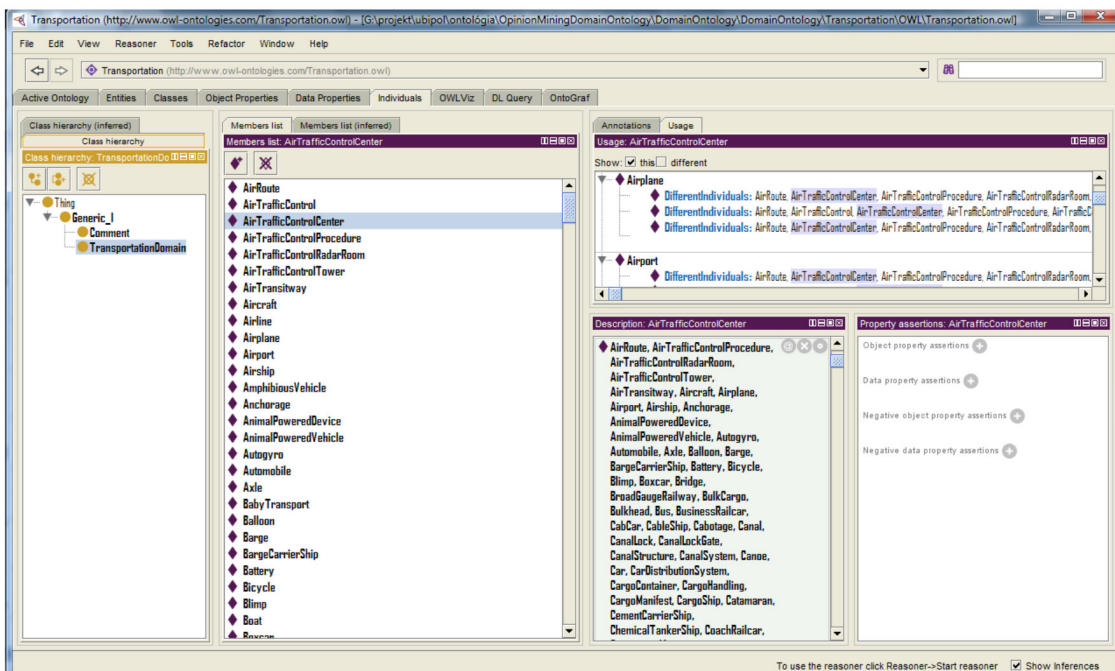 Transportation (http://www.owl-ontologies.com/Transportation.owl) - [G:\projekt\ubipol\ontológia\OpinionMiningDomainOntology\DomainOntology\DomainOntology\Transportation\OWL\Transportation.owl]
File Edit View Reasoner Tools Refactor Window Help
Transportation (http://www.owl-ontologies.com/Transportation.owl)
Active Ontology Entities Classes Object Properties Data Properties Individuals OWLViz DL Query OntoGraf
Class hierarchy (inferred)
Class hierarchy
Class hierarchy: TransportationDo
Thing
Generic_I
Comment
TransportationDomain
Members list Members list (inferred)
Members list: AirTrafficControlCenter
AirRoute
AirTrafficControl
AirTrafficControlCenter
AirTrafficControlProcedure
AirTrafficControlRadarRoom
AirTrafficControlTower
AirTransitway
Aircraft
Airline
Airplane
Airport
Airship
AmphibiousVehicle
Anchorage
AnimalPoweredDevice
AnimalPoweredVehicle
Autogyro
Automobile
Axle
BabyTransport
Balloon
Barge
BargeCarrierShip
Battery
Bicycle
Blimp
Boat
Boxcar
Annotations Usage
Usage: AirTrafficControlCenter
Show: this different
Airplane
DifferentIndividuals: AirRoute, AirTrafficControlCenter, AirTrafficControlProcedure, AirTrafficControlRadarRoom,
DifferentIndividuals: AirRoute, AirTrafficControl, AirTrafficControlCenter, AirTrafficControlProcedure, AirTrafficC
DifferentIndividuals: AirRoute, AirTrafficControlCenter, AirTrafficControlProcedure, AirTrafficControlRadarRoom,
Airport
DifferentIndividuals: AirRoute, AirTrafficControlCenter, AirTrafficControlProcedure, AirTrafficControlRadarRoom,
Description: AirTrafficControlCenter
AirRoute, AirTrafficControlProcedure,
AirTrafficControlRadarRoom,
AirTrafficControlTower,
AirTransitway, Aircraft, Airplane,
Airport, Airship, Anchorage,
AnimalPoweredDevice,
AnimalPoweredVehicle, Autogyro,
Automobile, Axle, Balloon, Barge,
BargeCarrierShip, Battery, Bicycle,
Blimp, Boxcar, Bridge,
BroadGaugeRailway, BulkCargo,
Bulkhead, Bus, BusinessRailcar,
CabCar, CableShip, Cabotage, Canal,
CanalLock, CanalLockGate,
CanalStructure, CanalSystem, Canoe,
Car, CarDistributionSystem,
CargoContainer, CargoHandling,
CargoManifest, CargoShip, Catamaran,
CementCarrierShip,
ChemicalTankerShip, CoachRailcar,
Property assertions: AirTrafficControlCenter
Object property assertions
Data property assertions
Negative object property assertions
Negative data property assertions
To use the reasoner click Reasoner->Start reasoner Show Inferences